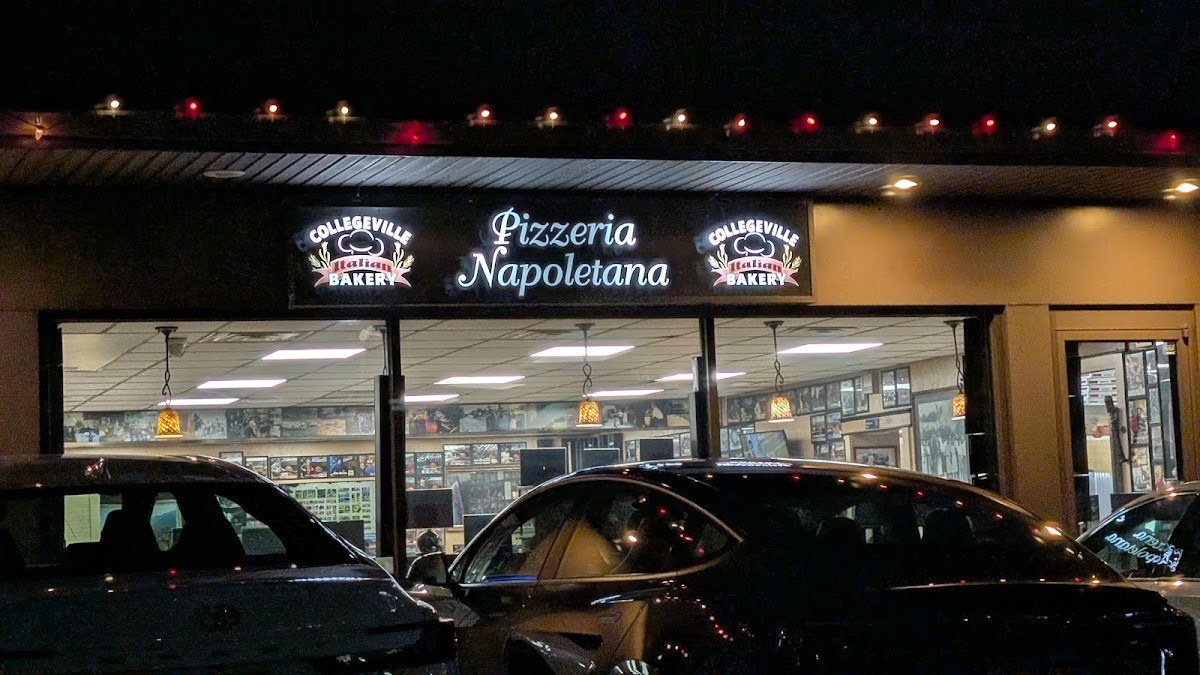 COLLEGEVILLE
Italian
BAKERY
Pizzeria
Napoletana
COLLEGEVILLE
Italian
BAKERY